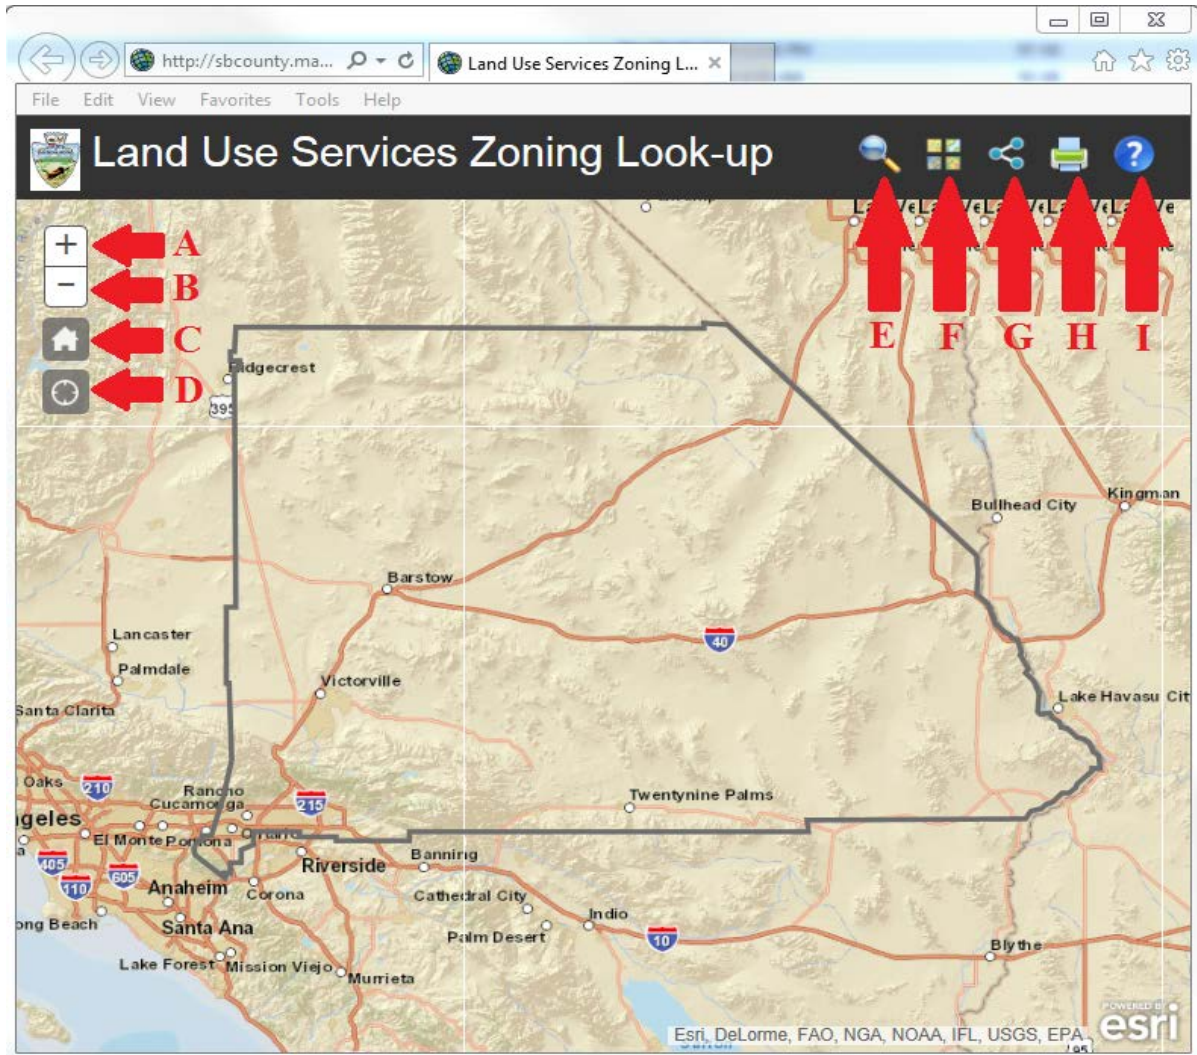 http://sbcounty.ma...
Land Use Services Zoning L...
File Edit View Favorites Tools Help
Land Use Services Zoning Look-up
A
B
C
D
E F G H I
Ridgecrest
395
Kingman
Bullhead City
Barstow
40
Lancaster
Palmdale
Victorville
Santa Clarita
Lake Havasu Cit
Oaks
210
Rancho
Cucamonga
215
Twentynine Palms
geles
El Monte
Pomona
405
110
605
Riverside
Banning
Anaheim
Corona
Cathedral City
ong Beach
Santa Ana
Indio
Palm Desert
10
Blythe
Lake Forest
Mission Viejo
Murrieta
POWERED BY
esri
Esri, DeLorme, FAO, NGA, NOAA, IFL, USGS, EPA
95